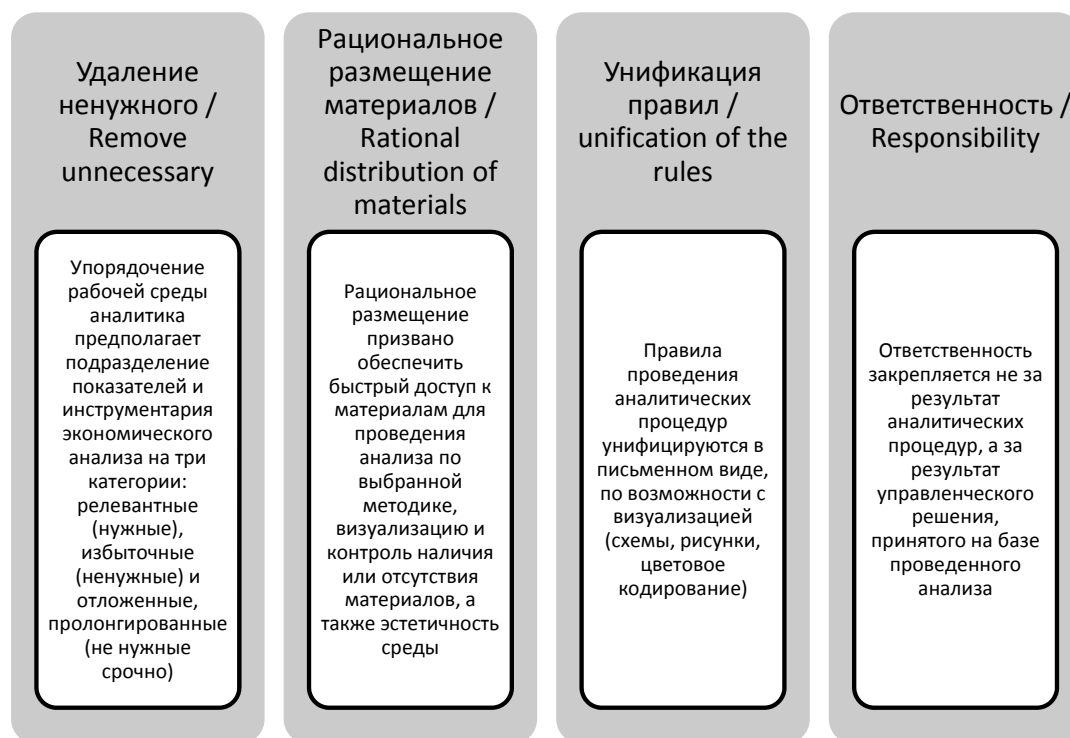 Удаление
ненужного /
Remove
unnecessary
Упорядочение
рабочей среды
аналитика
предполагает
подразделение
показателей и
инструментария
экономического
анализа на три
категории:
релевантные
(нужные),
избыточные
(ненужные) и
отложенные,
пролонгированные
(не нужные
срочно)
Рациональное
размещение
материалов /
Rational
distribution of
materials
Рациональное
размещение
призвано
обеспечить
быстрый доступ к
материалам для
проведения
анализа по
выбранной
методике,
визуализацию и
контроль наличия
или отсутствия
материалов, а
также эстетичность
среды
Унификация
правил /
unification of the
rules
Правила
проведения
аналитических
процедур
унифицируются в
письменном виде,
по возможности с
визуализацией
(схемы, рисунки,
цветовое
кодирование)
Ответственность /
Responsibility
Ответственность
закрепляется не за
результат
аналитических
процедур, а за
результат
управленческого
решения,
принятого на базе
проведенного
анализа